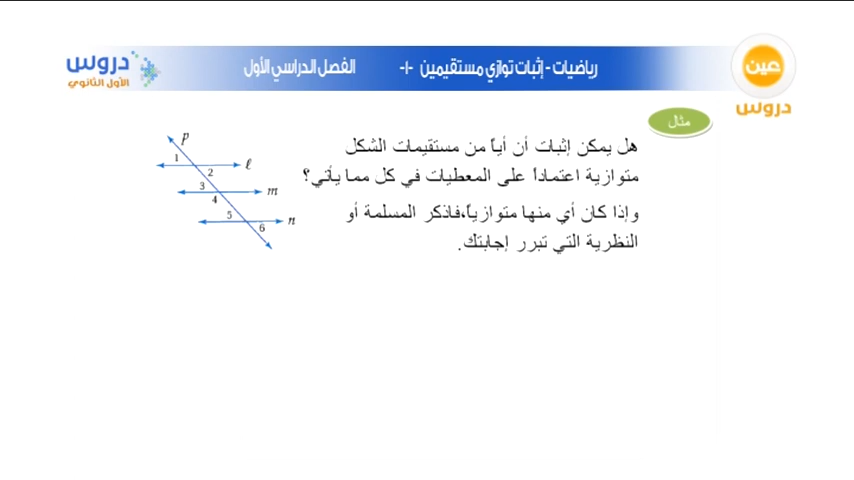 رياضيات - إثبات توازي مستقيمين -١-
الفصل الدراسي الأول
دروس
الأول الثانوي
عين
دروس
مثال
هل يمكن إثبات أن أياً من مستقيمات الشكل
متوازية اعتماداً على المعطيات في كل مما يأتي؟
وإذا كان أي منها متوازياً،فاذكر المسلمة أو
النظرية التي تبرر إجابتك.
p
1
ℓ
2
3
m
4
5
n
6